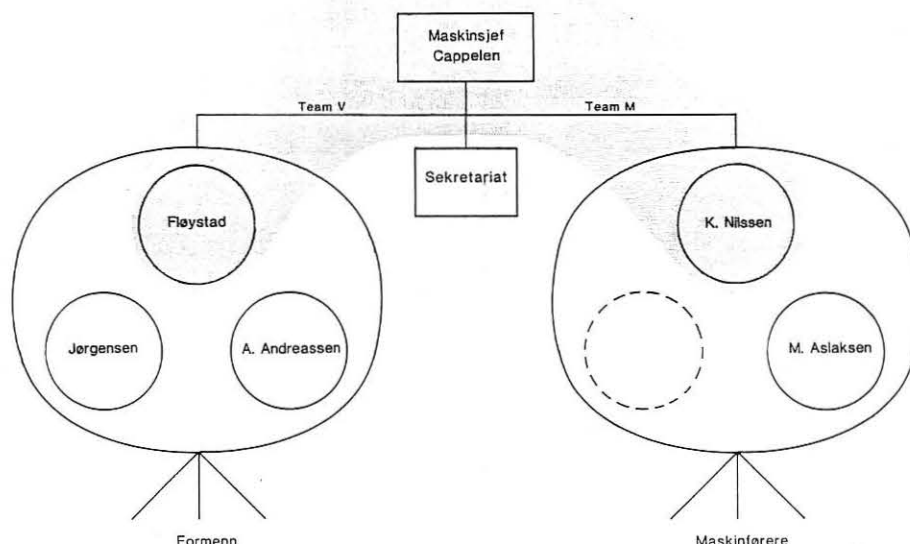 Maskinsjef
Cappelen
Team V
Team M
Sekretariat
Fløystad
K. Nilssen
Jørgensen
A. Andreassen
M. Aslaksen
Formenn
Maskinførere